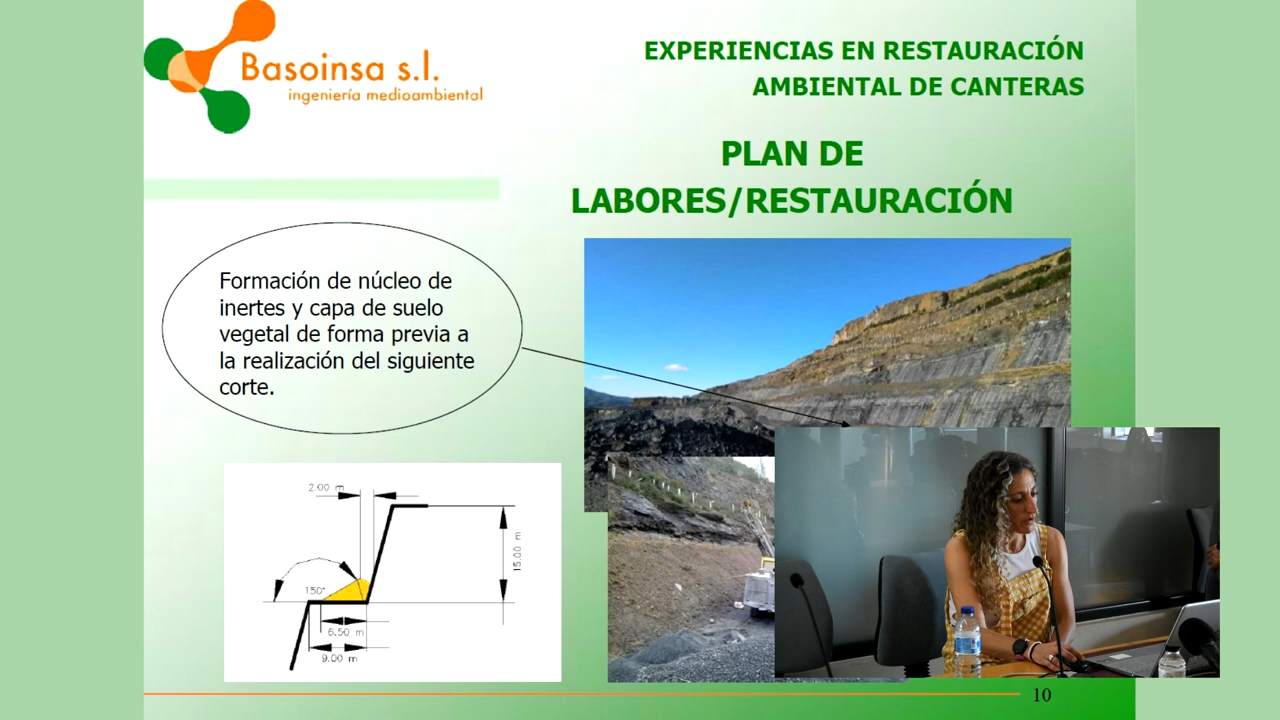 Basoinsa s.l.
ingeniería medioambiental
EXPERIENCIAS EN RESTAURACIÓN
AMBIENTAL DE CANTERAS
PLAN DE
LABORES/RESTAURACIÓN
Formación de núcleo de
inertes y capa de suelo
vegetal de forma previa a
la realización del siguiente
corte.
2.00 m
15.00 m
150°
6.50 m
9.00 m
10